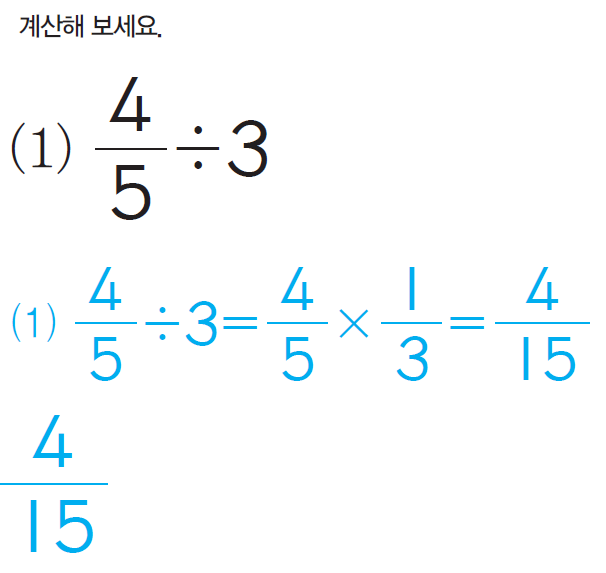 계산해 보세요.
(1) 4/5 ÷ 3
(1) 4/5 ÷ 3 = 4/5 × 1/3 = 4/15
4/15